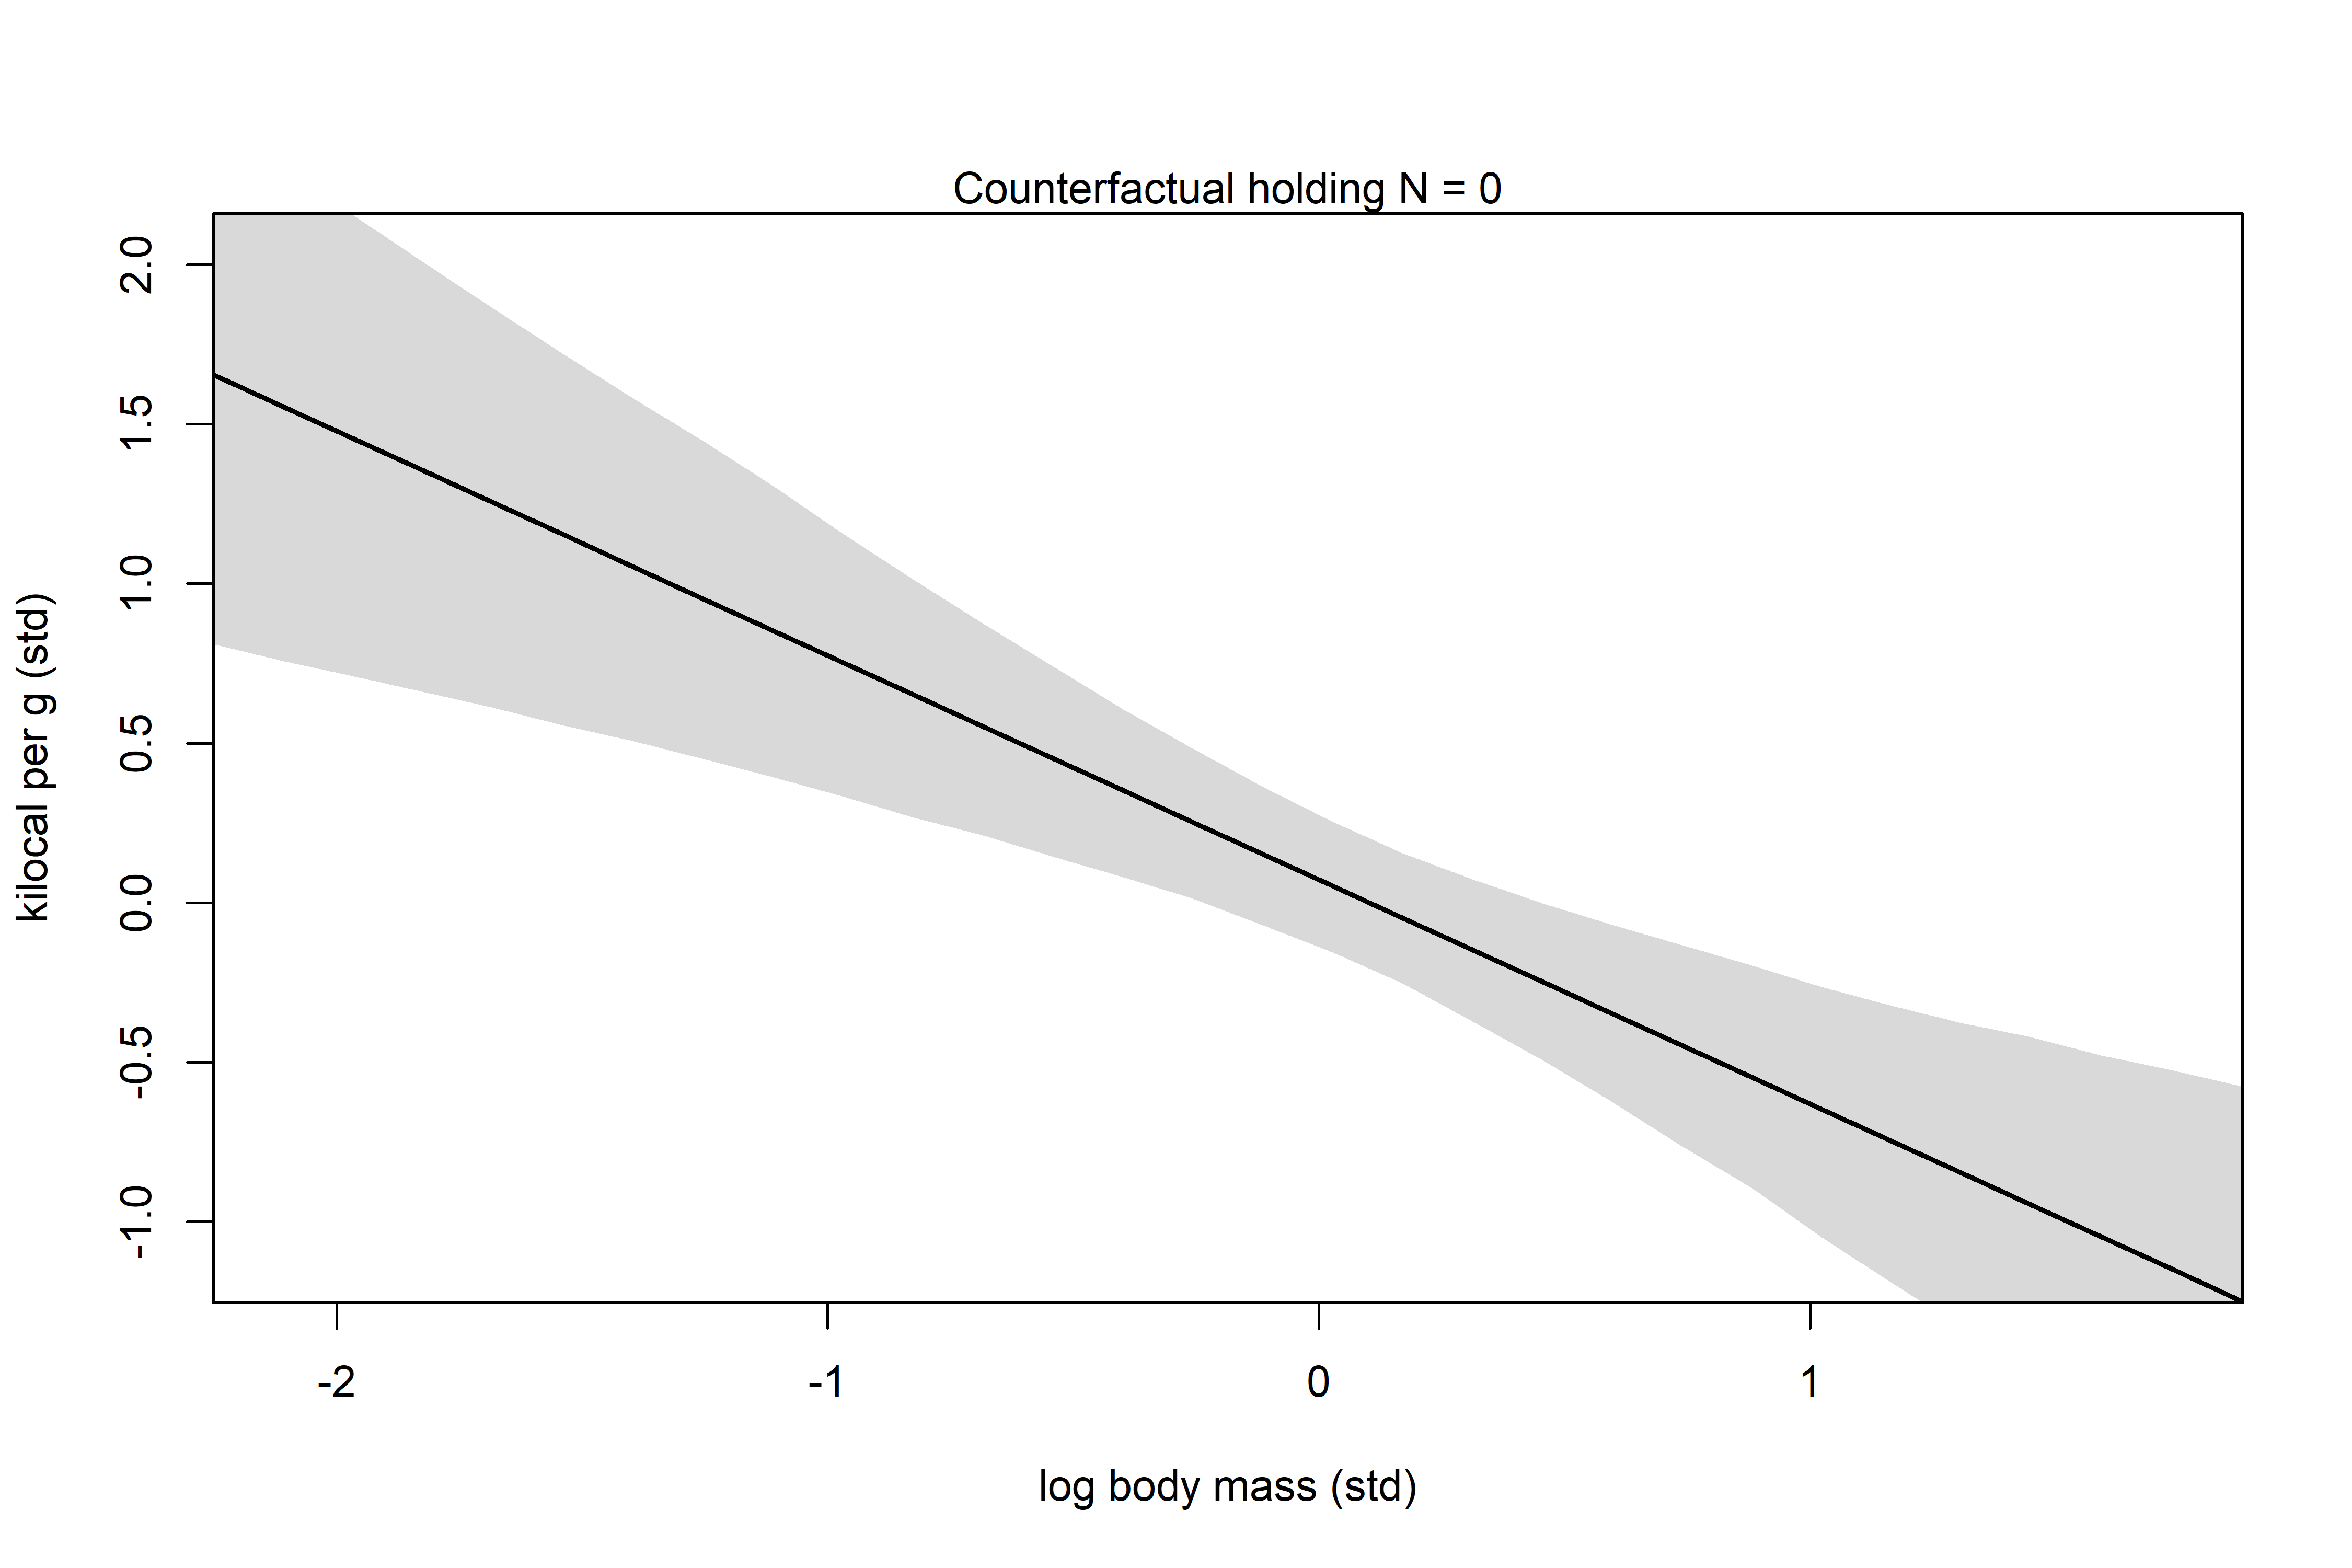 Counterfactual holding N = 0
kilocal per g (std)
2.0
1.5
1.0
0.5
0.0
-0.5
-1.0
-2 -1 0 1
log body mass (std)